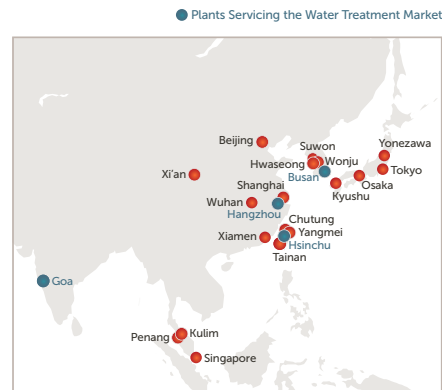 Plants Servicing the Water Treatment Market
Beijing
Suwon
Yonezawa
Hwaseong
Wonju
Xi'an
Busan
Tokyo
Shanghai
Osaka
Wuhan
Kyushu
Hangzhou
Chutung
Xiamen
Yangmei
Hsinchu
Tainan
Goa
Penang
Kulim
Singapore